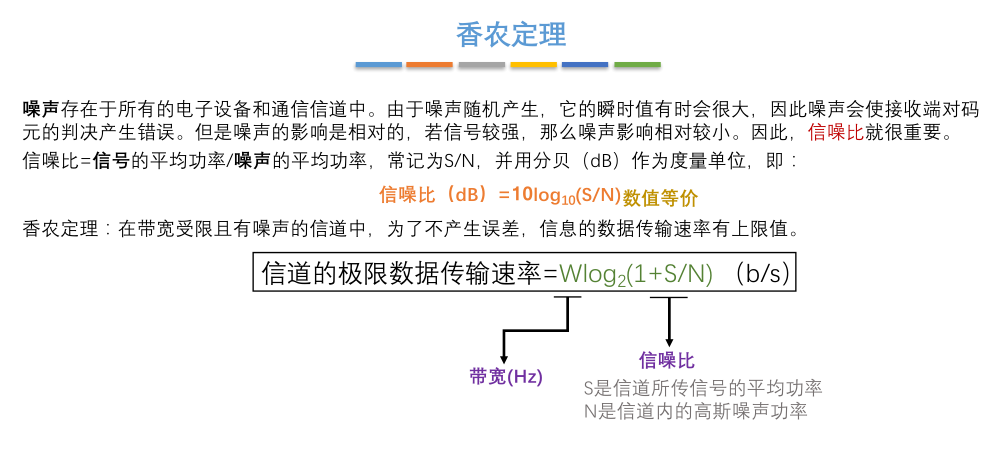 香农定理
噪声存在于所有的电子设备和通信信道中。由于噪声随机产生，它的瞬时值有时会很大，因此噪声会使接收端对码
元的判决产生错误。但是噪声的影响是相对的，若信号较强，那么噪声影响相对较小。因此，信噪比就很重要。
信噪比=信号的平均功率/噪声的平均功率，常记为S/N，并用分贝（dB）作为度量单位，即：
信噪比（dB）=10log₁₀(S/N)数值等价
香农定理：在带宽受限且有噪声的信道中，为了不产生误差，信息的数据传输速率有上限值。
信道的极限数据传输速率=Wlog₂(1+S/N) （b/s）
信噪比
带宽(Hz)
S是信道所传信号的平均功率
N是信道内的高斯噪声功率